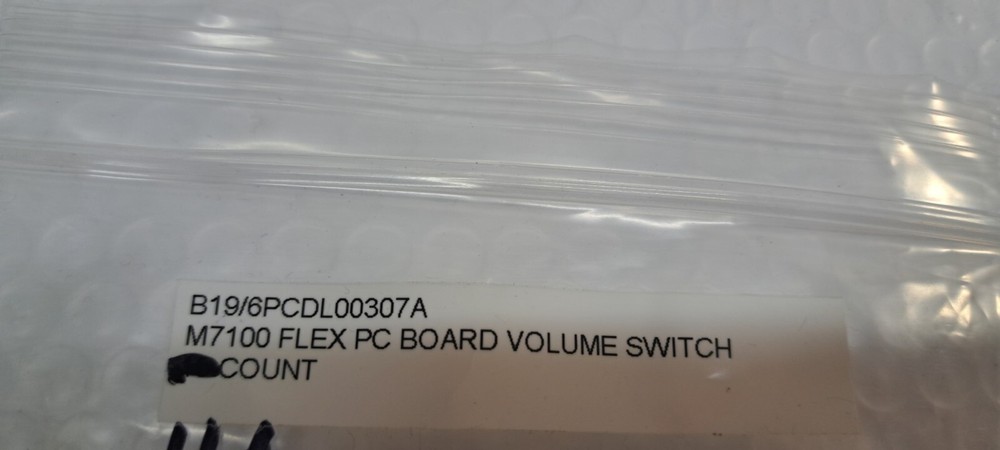 B19/6PCDL00307A
M7100 FLEX PC BOARD VOLUME SWITCH
COUNT